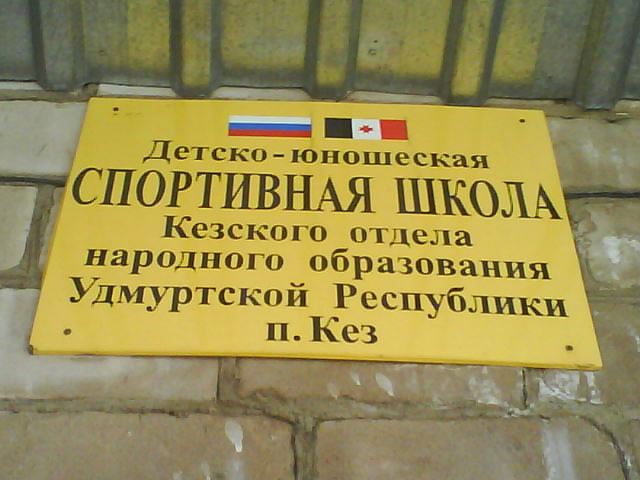 Детско-юношеская
СПОРТИВНАЯ ШКОЛА
Кезского отдела
народного образования
Удмуртской Республики
п. Кез